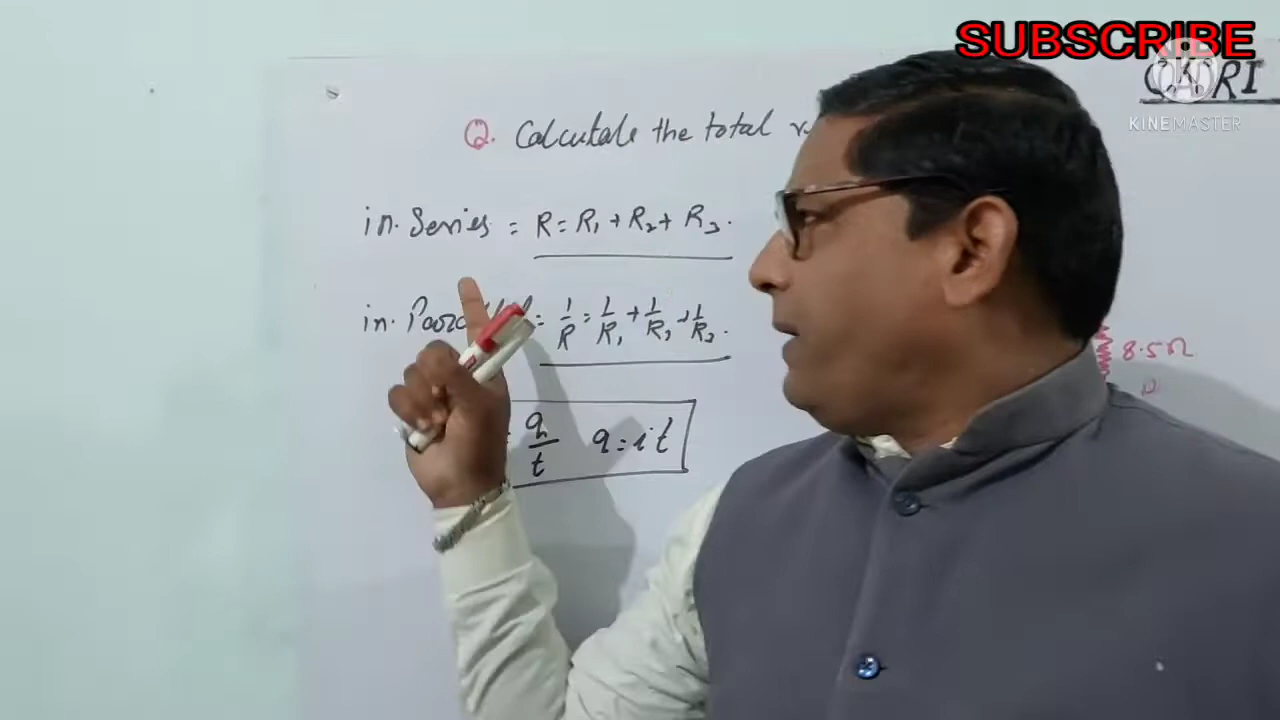 SUBSCRIBE
KINEMASTER
Q. Calculate the total
in. Series = R = R₁ + R₂ + R₃.
in. = 1/R = 1/R₁ + 1/R₂ + 1/R₃.
q/t q = it
8.5Ω